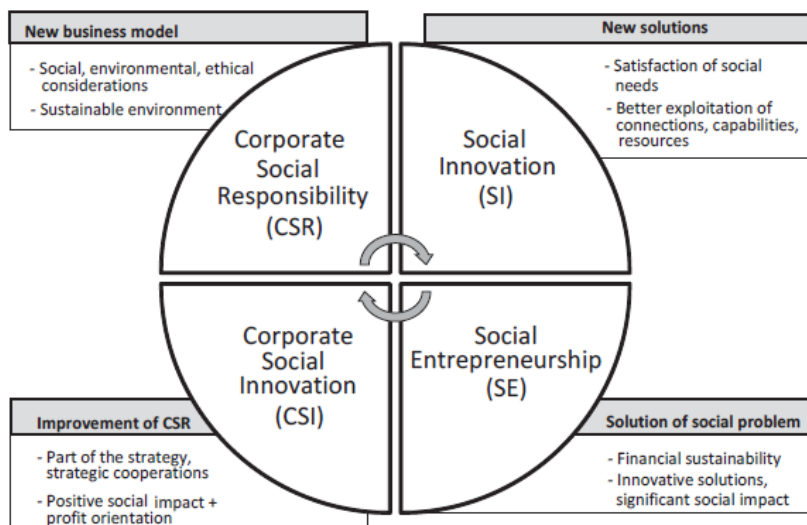 New business model
- Social, environmental, ethical
considerations
- Sustainable environment
New solutions
- Satisfaction of social
needs
- Better exploitation of
connections, capabilities,
resources
Corporate
Social
Responsibility
(CSR)
Social
Innovation
(SI)
Corporate
Social
Innovation
(CSI)
Social
Entrepreneurship
(SE)
Improvement of CSR
- Part of the strategy,
strategic cooperations
- Positive social impact +
profit orientation
Solution of social problem
- Financial sustainability
- Innovative solutions,
significant social impact